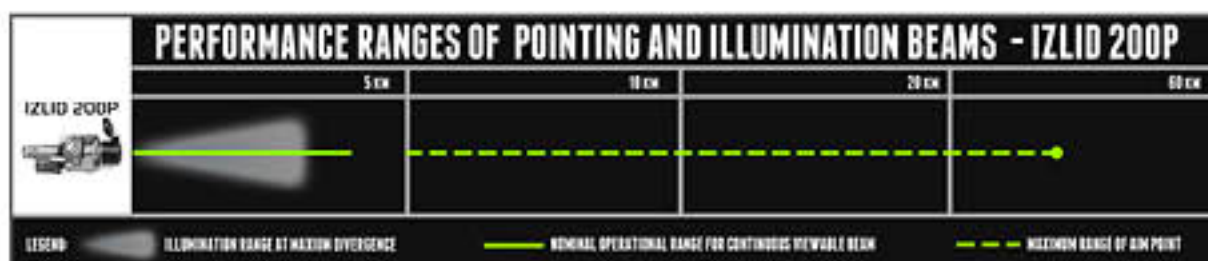 PERFORMANCE RANGES OF POINTING AND ILLUMINATION BEAMS - IZLID 200P
5 KM 10 KM 20 KM 60 KM
IZLID 200P
LEGEND ILLUMINATION RANGE AT MAXIUM DIVERGENCE NOMINAL OPERATIONAL RANGE FOR CONTINUOUS VIEWABLE BEAM MAXIMUM RANGE OF AIM POINT